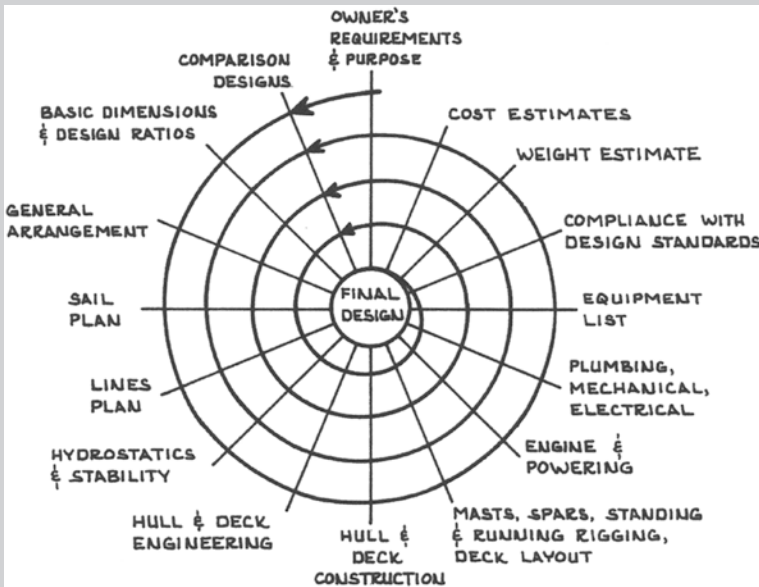 OWNER'S
REQUIREMENTS
& PURPOSE
COMPARISON
DESIGNS
BASIC DIMENSIONS
& DESIGN RATIOS
GENERAL
ARRANGEMENT
SAIL
PLAN
LINES
PLAN
HYDROSTATICS
& STABILITY
HULL & DECK
ENGINEERING
HULL &
DECK
CONSTRUCTION
MASTS, SPARS, STANDING
& RUNNING RIGGING,
DECK LAYOUT
ENGINE &
POWERING
PLUMBING,
MECHANICAL,
ELECTRICAL
EQUIPMENT
LIST
COMPLIANCE WITH
DESIGN STANDARDS
WEIGHT ESTIMATE
COST ESTIMATES
FINAL
DESIGN